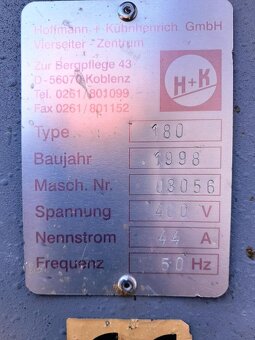 Hoffmann + Kühnhenrich GmbH
Vierseiter - Zentrum
Zur Bergpflege 43
D - 56070 Koblenz
Tel. 0261/801099
Fax 0261/801152
H+K
Type 180
Baujahr 1998
Masch. Nr. 08056
Spannung 400 V
Nennstrom 44 A
Frequenz 50 Hz